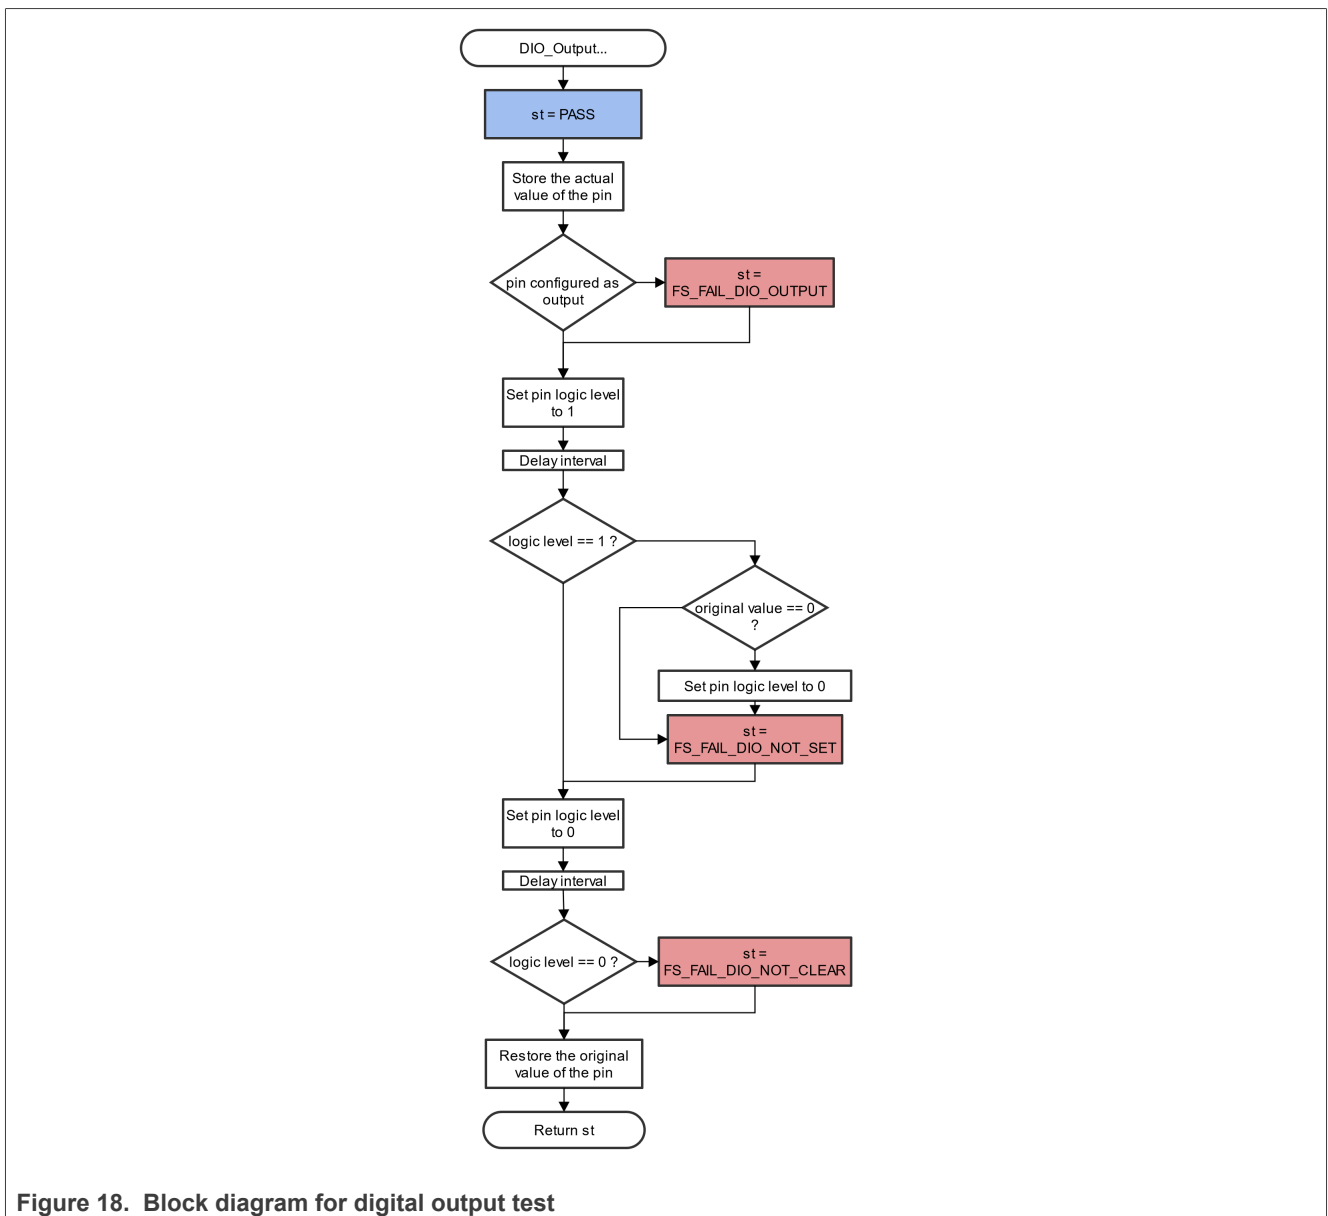 DIO_Output...
st = PASS
Store the actual
value of the pin
pin configured as
output
st =
FS_FAIL_DIO_OUTPUT
Set pin logic level
to 1
Delay interval
logic level == 1 ?
original value == 0
?
Set pin logic level to 0
st =
FS_FAIL_DIO_NOT_SET
Set pin logic level
to 0
Delay interval
logic level == 0 ?
st =
FS_FAIL_DIO_NOT_CLEAR
Restore the original
value of the pin
Return st
Figure 18. Block diagram for digital output test